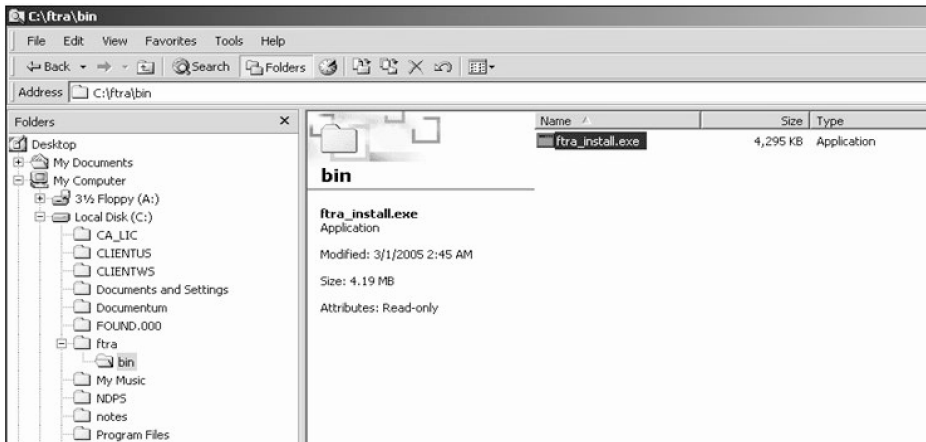 C:\ftra\bin
File Edit View Favorites Tools Help
Back Search Folders
Address C:\ftra\bin
Folders
Desktop
My Documents
My Computer
3½ Floppy (A:)
Local Disk (C:)
CA_LIC
CLIENTUS
CLIENTWS
Documents and Settings
Documentum
FOUND.000
ftra
bin
My Music
NDPS
notes
Program Files
bin
ftra_install.exe
Application
Modified: 3/1/2005 2:45 AM
Size: 4.19 MB
Attributes: Read-only
Name Size Type
ftra_install.exe 4,295 KB Application